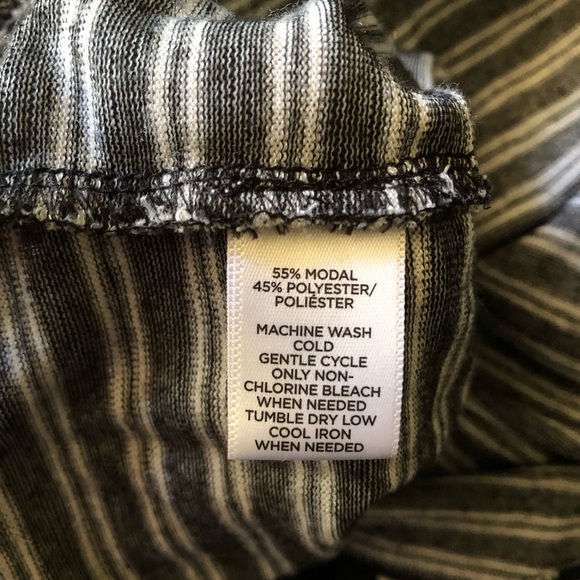 55% MODAL
45% POLYESTER/
POLIÉSTER
MACHINE WASH
COLD
GENTLE CYCLE
ONLY NON-
CHLORINE BLEACH
WHEN NEEDED
TUMBLE DRY LOW
COOL IRON
WHEN NEEDED